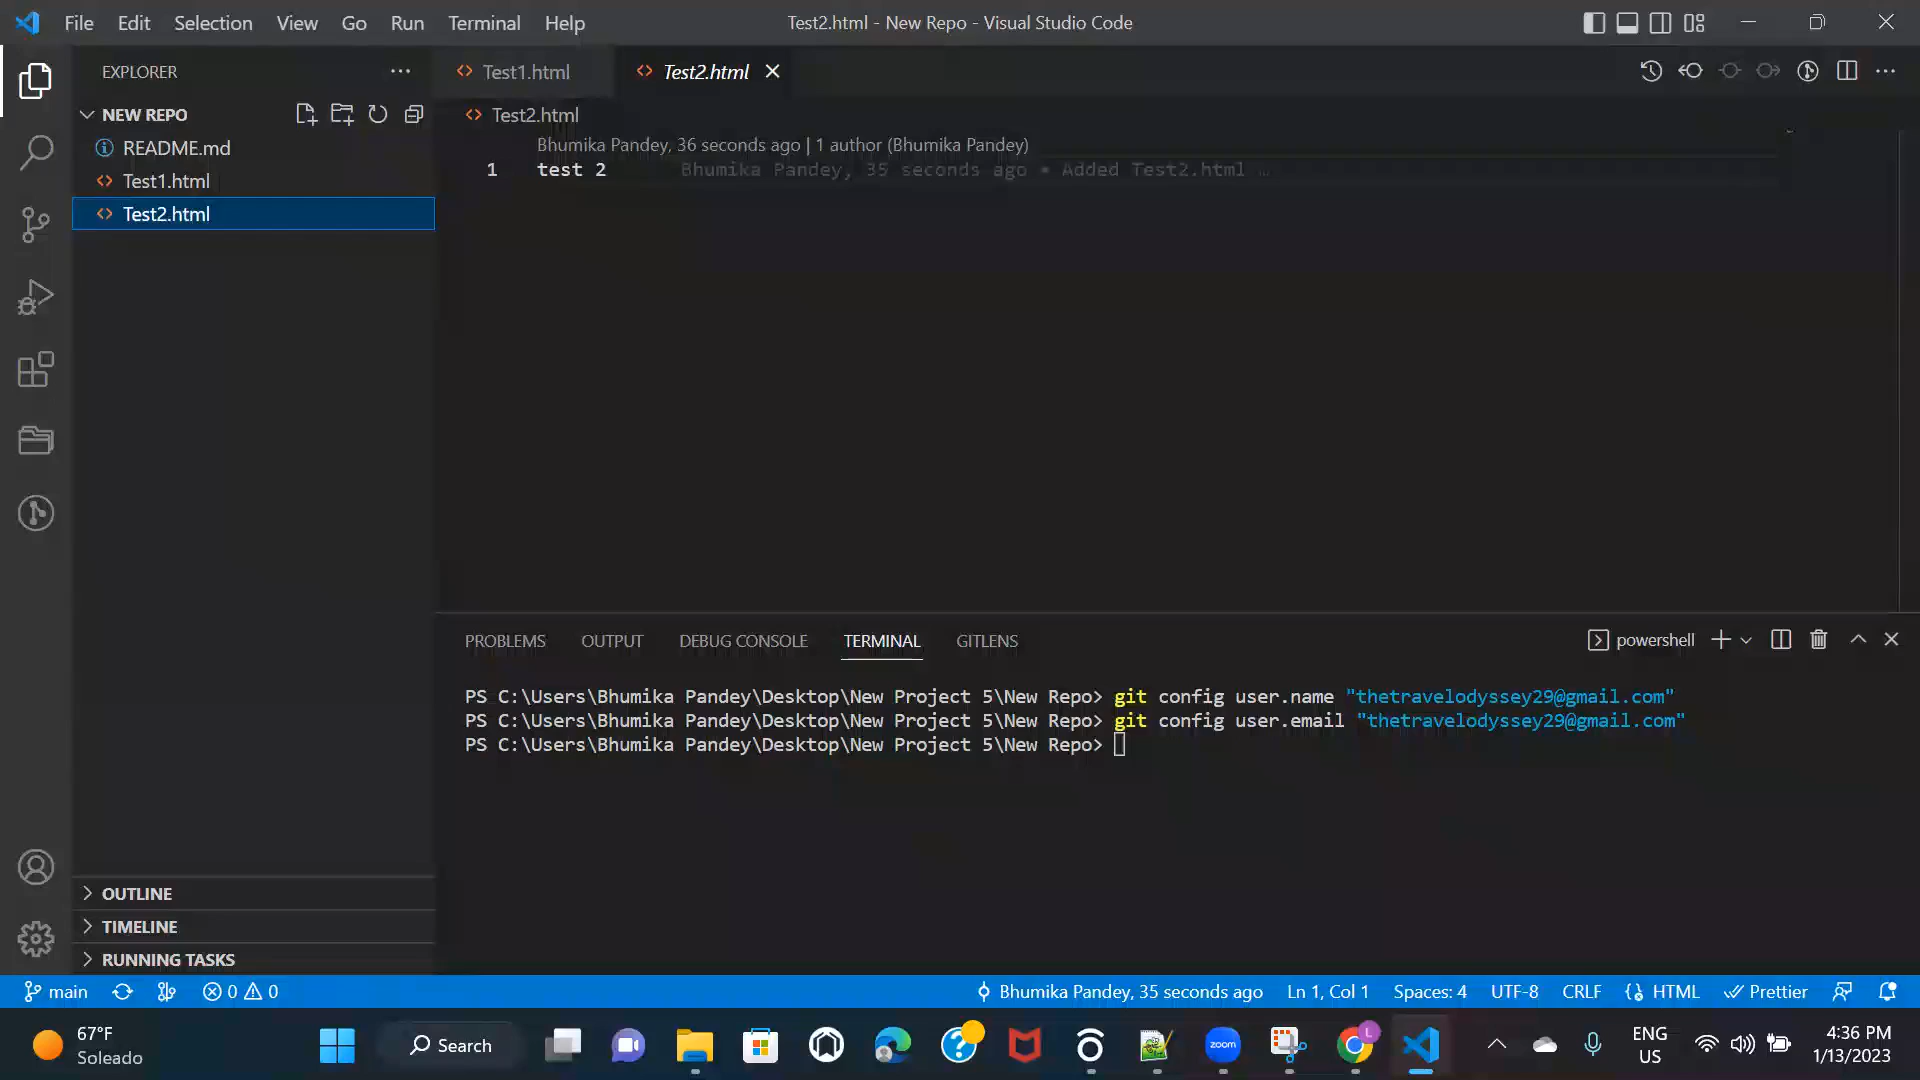 File Edit Selection View Go Run Terminal Help
Test2.html - New Repo - Visual Studio Code
EXPLORER
NEW REPO
README.md
Test1.html
Test2.html
OUTLINE
TIMELINE
RUNNING TASKS
Test1.html
Test2.html
Test2.html
Bhumika Pandey, 36 seconds ago | 1 author (Bhumika Pandey)
1 test 2 Bhumika Pandey, 35 seconds ago • Added Test2.html …
PROBLEMS OUTPUT DEBUG CONSOLE TERMINAL GITLENS
powershell
PS C:\Users\Bhumika Pandey\Desktop\New Project 5\New Repo> git config user.name "thetravelodyssey29@gmail.com"
PS C:\Users\Bhumika Pandey\Desktop\New Project 5\New Repo> git config user.email "thetravelodyssey29@gmail.com"
PS C:\Users\Bhumika Pandey\Desktop\New Project 5\New Repo>
main 0 0 Bhumika Pandey, 35 seconds ago Ln 1, Col 1 Spaces: 4 UTF-8 CRLF HTML Prettier
67°F
Soleado
Search
zoom
L
ENG
US
4:36 PM
1/13/2023